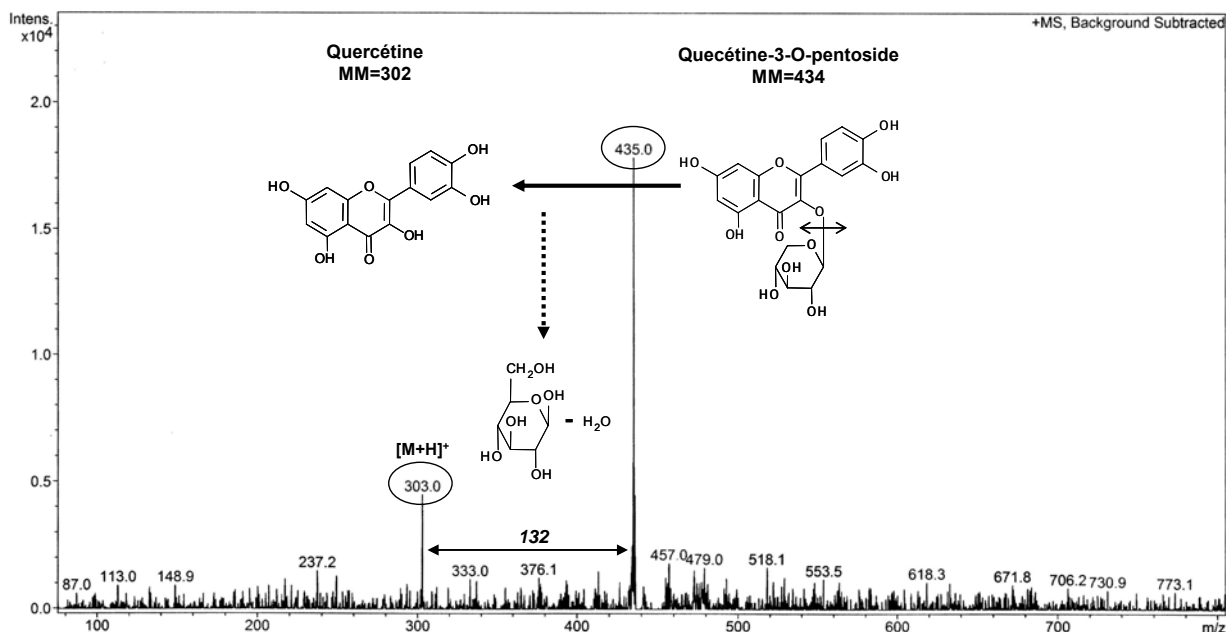 Intens.
x10⁴
+MS, Background Subtracted
Quercétine
MM=302
Quecétine-3-O-pentoside
MM=434
2.0
435.0
OH
OH
HO
O
OH
OH
O
OH
OH
HO
O
O
OH
O
1.5
O
OH
HO
HO
OH
1.0
CH₂OH
O
OH
OH
HO
OH
- H₂O
[M+H]⁺
0.5
303.0
132
87.0
113.0
148.9
237.2
333.0
376.1
457.0
479.0
518.1
553.5
618.3
671.8
706.2
730.9
773.1
0.0
100
200
300
400
500
600
700
m/z